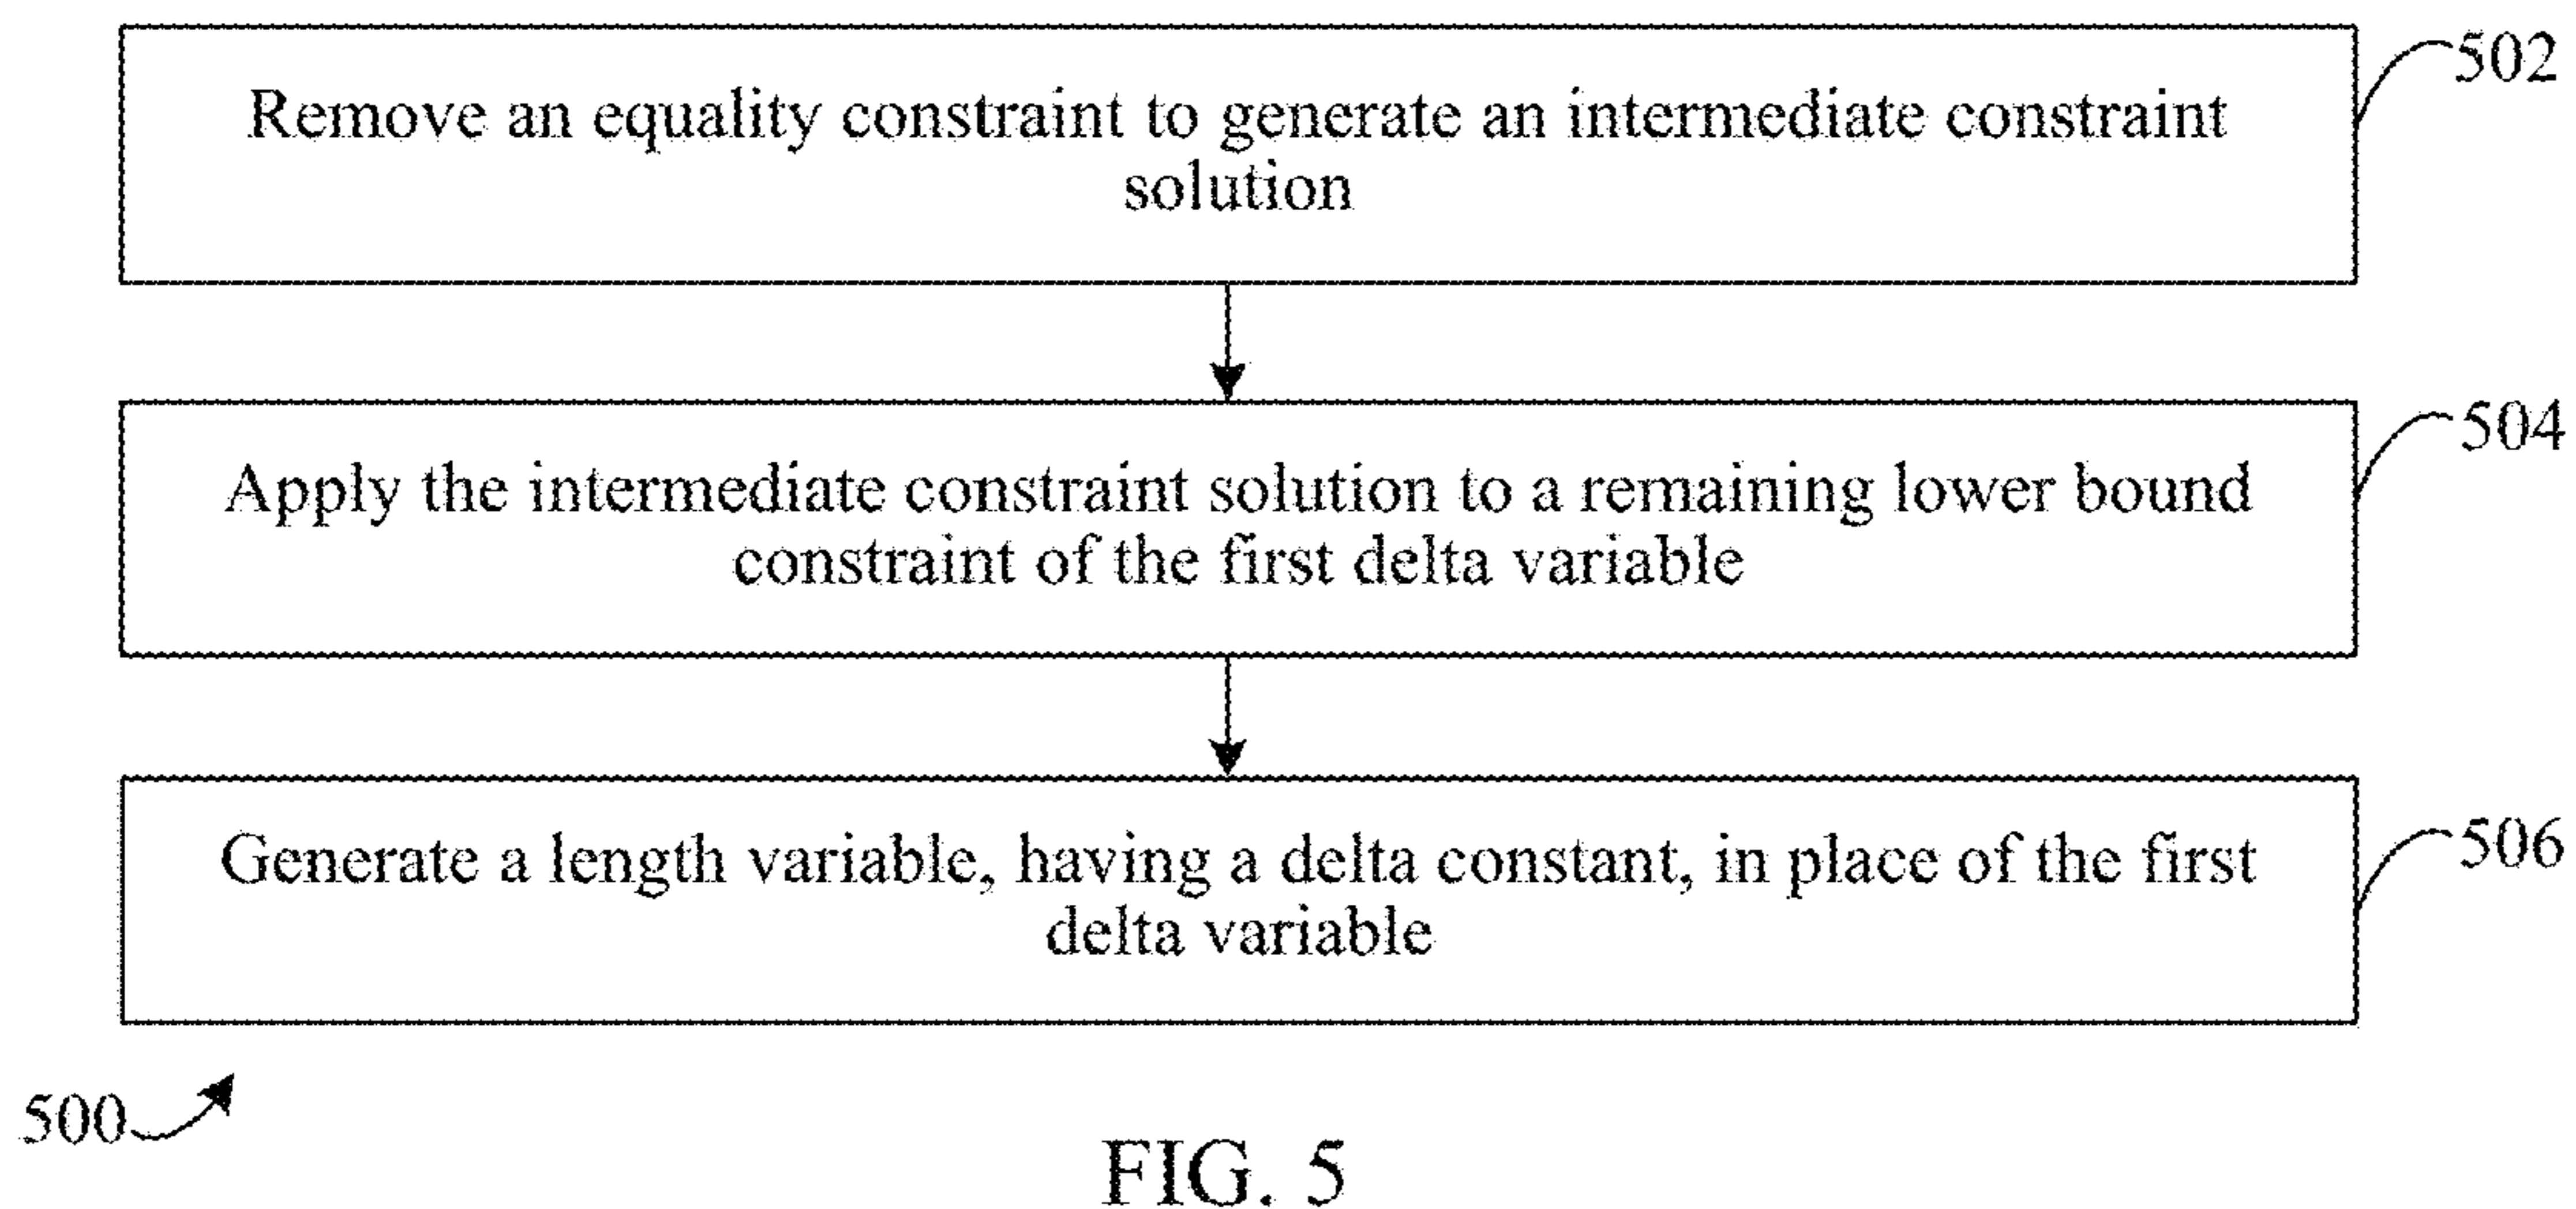 502
Remove an equality constraint to generate an intermediate constraint
solution
504
Apply the intermediate constraint solution to a remaining lower bound
constraint of the first delta variable
506
Generate a length variable, having a delta constant, in place of the first
delta variable
500
FIG. 5